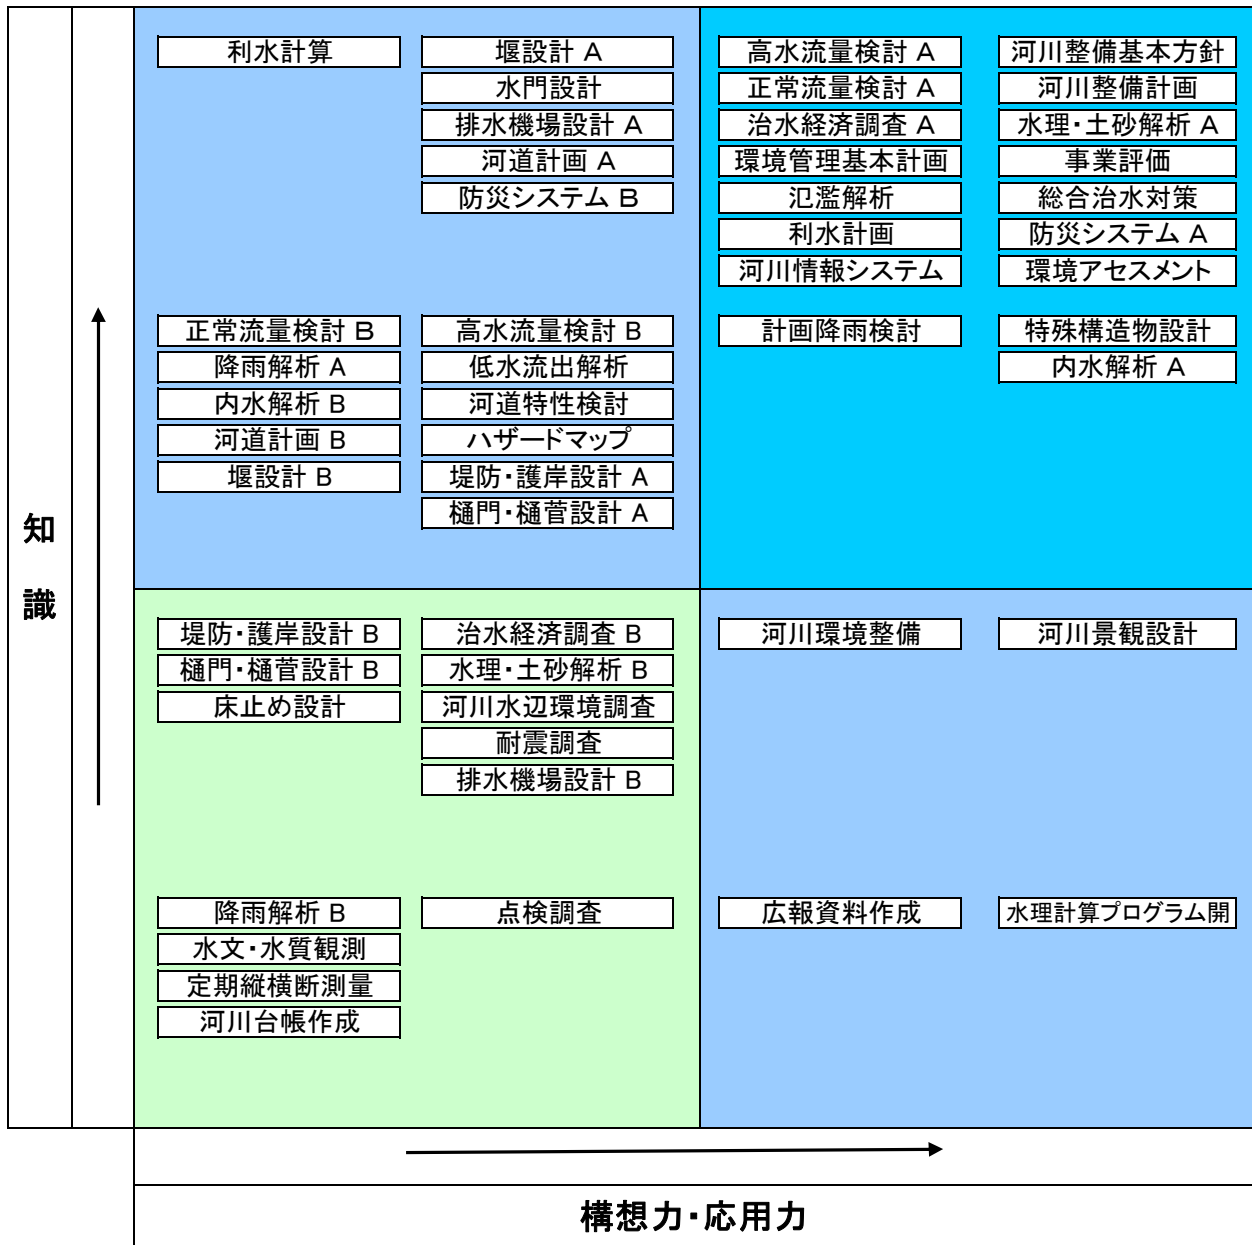 利水計算
堰設計 A
水門設計
排水機場設計 A
河道計画 A
防災システム B
高水流量検討 A
正常流量検討 A
治水経済調査 A
環境管理基本計画
氾濫解析
利水計画
河川情報システム
河川整備基本方針
河川整備計画
水理・土砂解析 A
事業評価
総合治水対策
防災システム A
環境アセスメント
正常流量検討 B
降雨解析 A
内水解析 B
河道計画 B
堰設計 B
高水流量検討 B
低水流出解析
河道特性検討
ハザードマップ
堤防・護岸設計 A
樋門・樋菅設計 A
計画降雨検討
特殊構造物設計
内水解析 A
知
識
堤防・護岸設計 B
樋門・樋菅設計 B
床止め設計
治水経済調査 B
水理・土砂解析 B
河川水辺環境調査
耐震調査
排水機場設計 B
河川環境整備
河川景観設計
降雨解析 B
水文・水質観測
定期縦横断測量
河川台帳作成
点検調査
広報資料作成
水理計算プログラム開
構想力・応用力